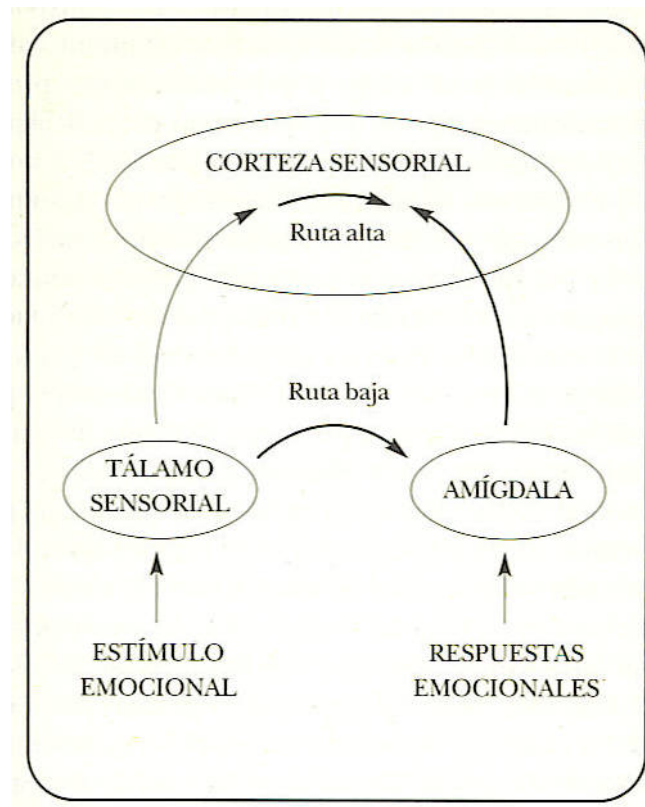 CORTEZA SENSORIAL
Ruta alta
Ruta baja
TÁLAMO
SENSORIAL
AMÍGDALA
ESTÍMULO
EMOCIONAL
RESPUESTAS
EMOCIONALES